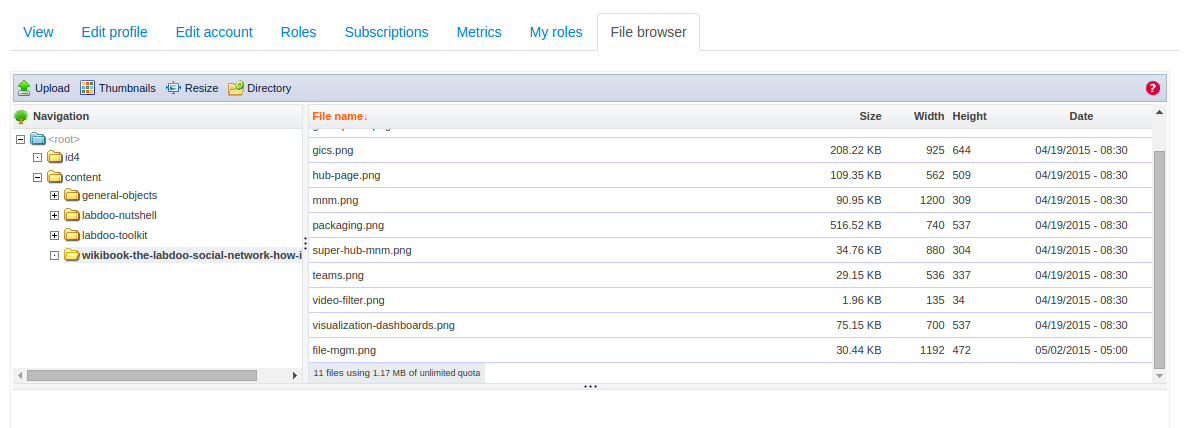 View Edit profile Edit account Roles Subscriptions Metrics My roles File browser
Upload Thumbnails Resize Directory ?
Navigation
<root>
id4
content
general-objects
labdoo-nutshell
labdoo-toolkit
wikibook-the-labdoo-social-network-how-i
File name↓ Size Width Height Date
gics.png 208.22 KB 925 644 04/19/2015 - 08:30
hub-page.png 109.35 KB 562 509 04/19/2015 - 08:30
mnm.png 90.95 KB 1200 309 04/19/2015 - 08:30
packaging.png 516.52 KB 740 537 04/19/2015 - 08:30
super-hub-mnm.png 34.76 KB 880 304 04/19/2015 - 08:30
teams.png 29.15 KB 536 337 04/19/2015 - 08:30
video-filter.png 1.96 KB 135 34 04/19/2015 - 08:30
visualization-dashboards.png 75.15 KB 700 537 04/19/2015 - 08:30
file-mgm.png 30.44 KB 1192 472 05/02/2015 - 05:00
11 files using 1.17 MB of unlimited quota